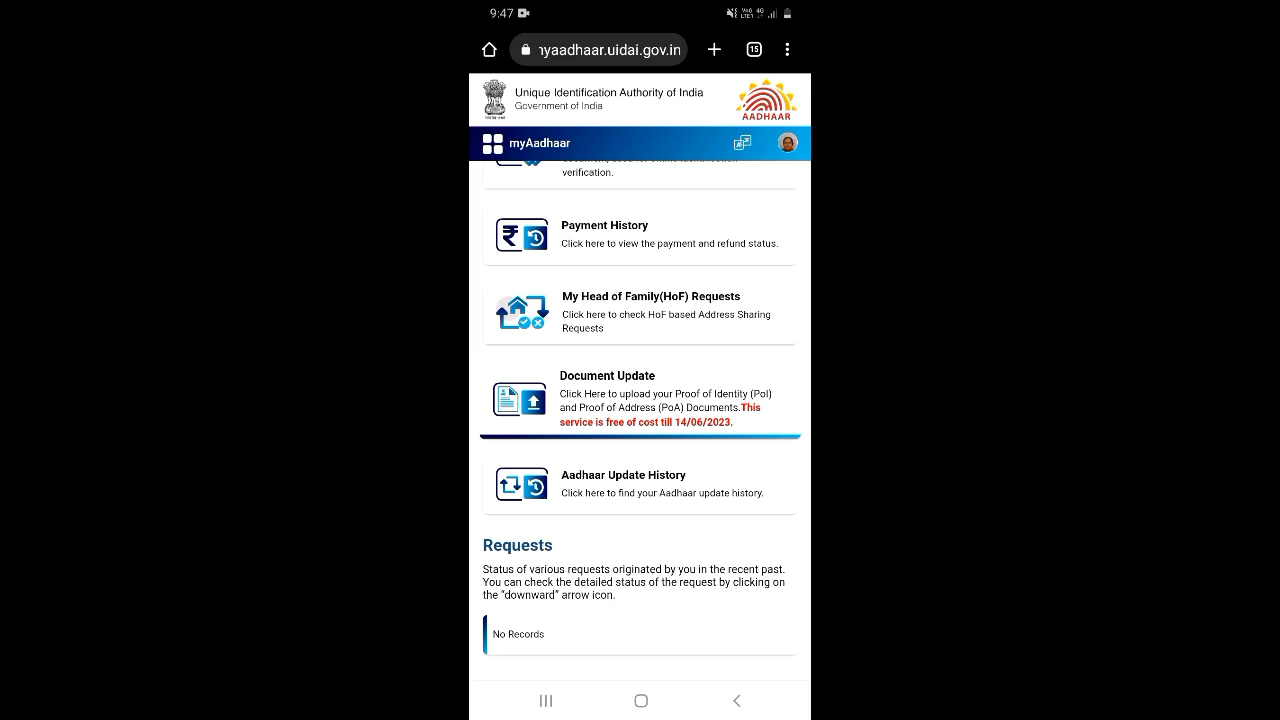 9:47
Vo) 4G
LTE1
nyaadhaar.uidai.gov.in
15
Unique Identification Authority of India
Government of India
AADHAAR
myAadhaar
verification.
Payment History
Click here to view the payment and refund status.
My Head of Family(HoF) Requests
Click here to check HoF based Address Sharing
Requests
Document Update
Click Here to upload your Proof of Identity (PoI)
and Proof of Address (PoA) Documents.This
service is free of cost till 14/06/2023.
Aadhaar Update History
Click here to find your Aadhaar update history.
Requests
Status of various requests originated by you in the recent past.
You can check the detailed status of the request by clicking on
the “downward” arrow icon.
No Records